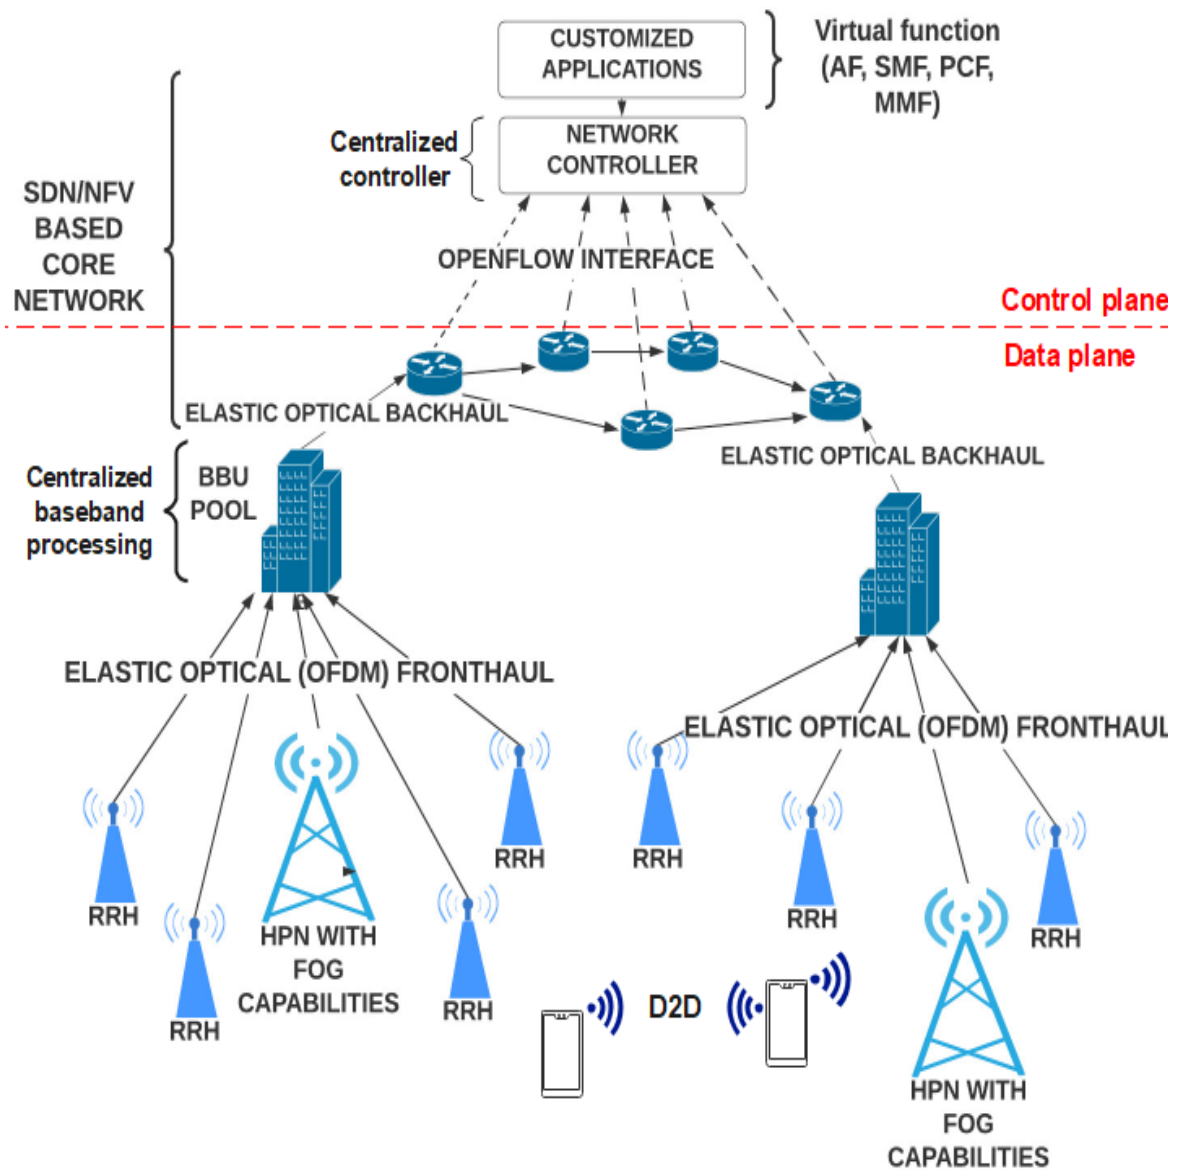 CUSTOMIZED
APPLICATIONS
Virtual function
(AF, SMF, PCF,
MMF)
Centralized
controller
NETWORK
CONTROLLER
SDN/NFV
BASED
CORE
NETWORK
OPENFLOW INTERFACE
Control plane
Data plane
ELASTIC OPTICAL BACKHAUL
ELASTIC OPTICAL BACKHAUL
Centralized
baseband
processing
BBU
POOL
ELASTIC OPTICAL (OFDM) FRONTHAUL
ELASTIC OPTICAL (OFDM) FRONTHAUL
RRH
RRH
HPN WITH
FOG
CAPABILITIES
RRH
RRH
RRH
RRH
RRH
D2D
HPN WITH
FOG
CAPABILITIES